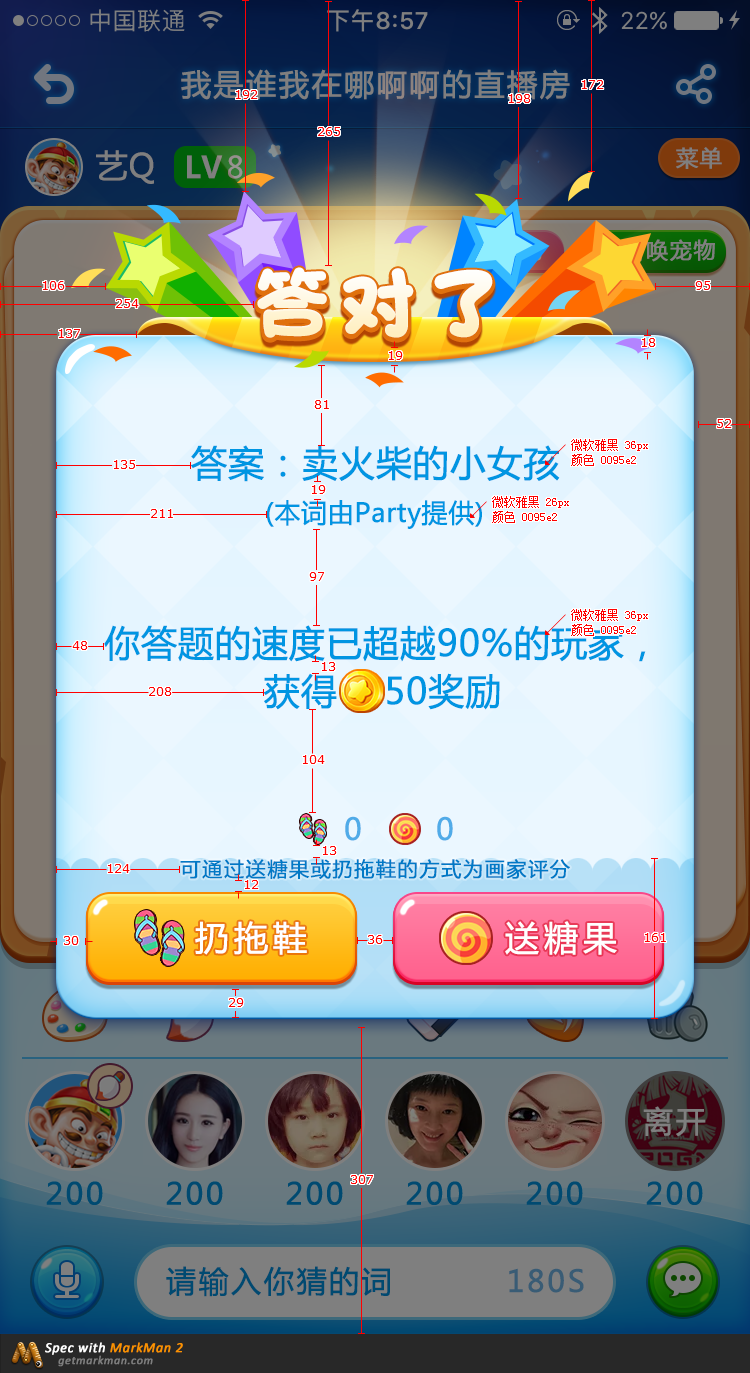 中国联通 下午8:57 22%
我是谁我在哪啊啊的直播房
192
265
198
172
艺Q LV8 菜单
唤宠物
106
254
95
答对了
137
19
18
81
52
135
答案：卖火柴的小女孩
微软雅黑 36px
颜色 0095e2
19
211
(本词由Party提供)
微软雅黑 26px
颜色 0095e2
97
微软雅黑 36px
颜色 0095e2
48
你答题的速度已超越90%的玩家，
13
208
获得50奖励
104
0 0
13
124
可通过送糖果或扔拖鞋的方式为画家评分
12
30
扔拖鞋
36
送糖果
161
29
离开
200 200 200 200 200 200
307
请输入你猜的词 180S
Spec with MarkMan 2
getmarkman.com